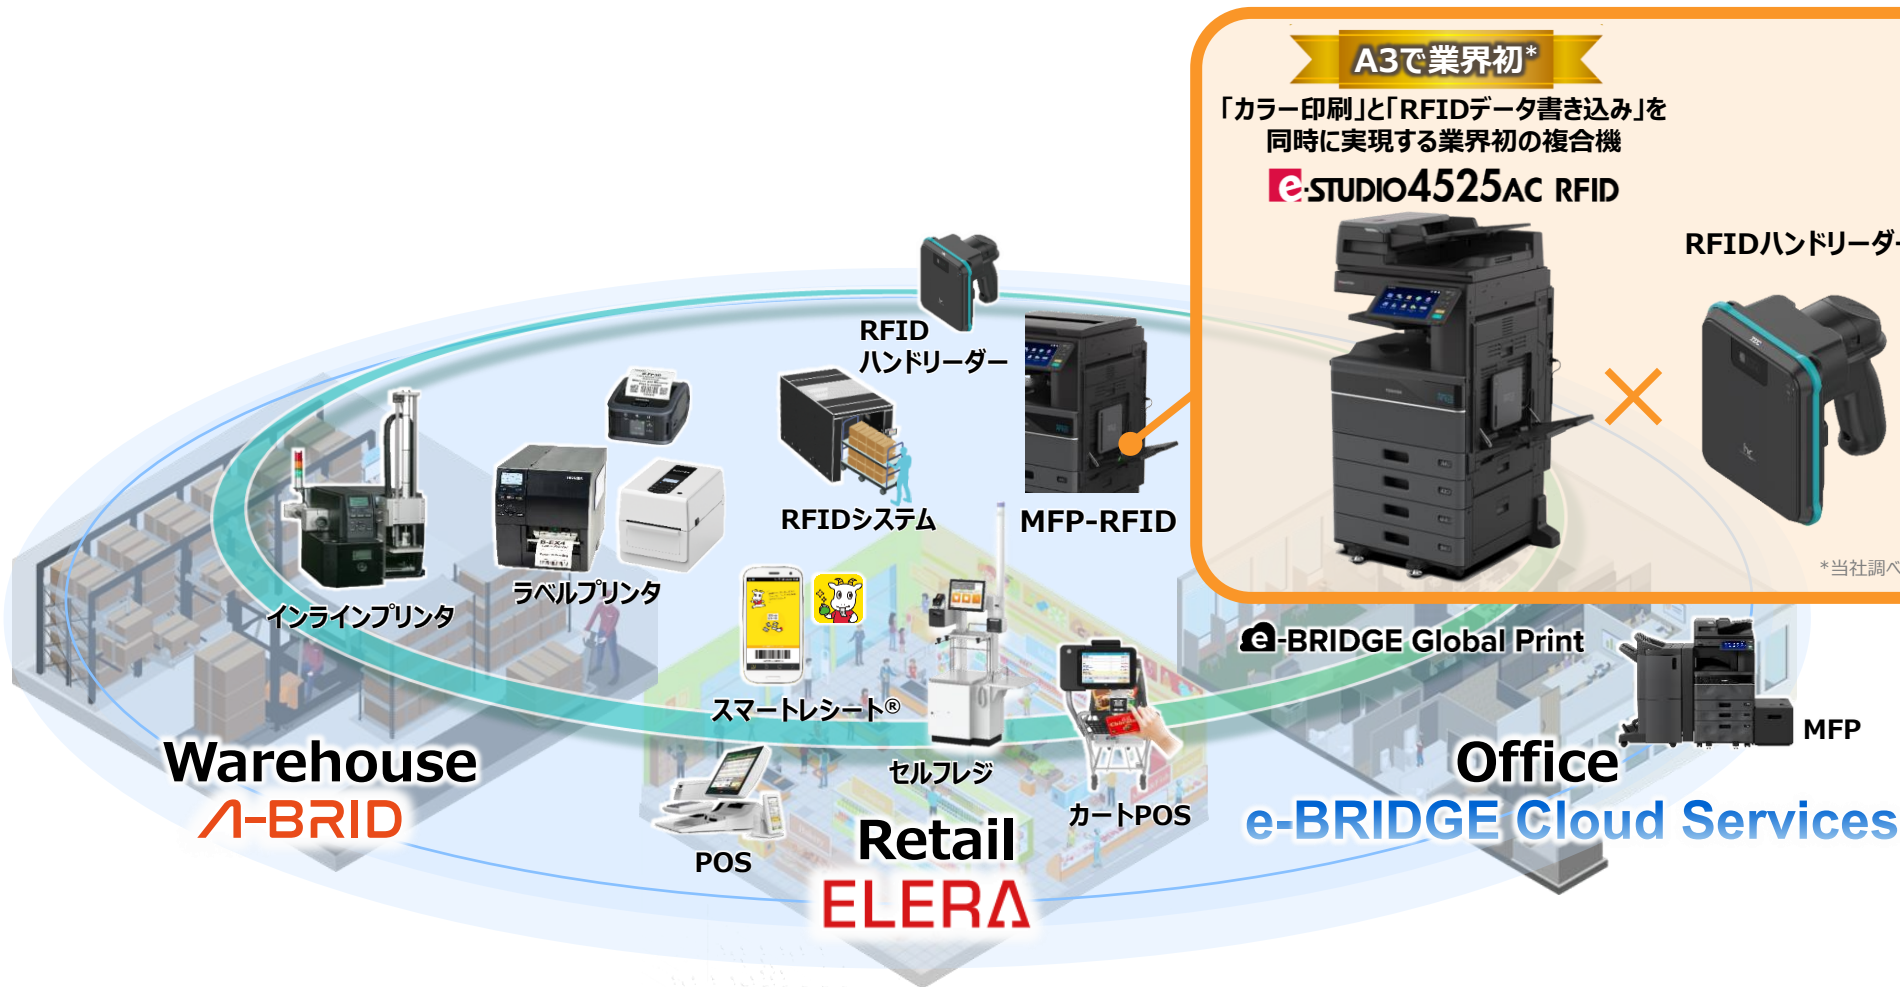 A3で業界初*
「カラー印刷」と「RFIDデータ書き込み」を
同時に実現する業界初の複合機
e-STUDIO4525AC RFID
RFIDハンドリーダー
*当社調べ
RFID
ハンドリーダー
RFIDシステム
MFP-RFID
インラインプリンタ
ラベルプリンタ
スマートレシート®
セルフレジ
カートPOS
POS
e-BRIDGE Global Print
MFP
Warehouse
A-BRID
Retail
ELERA
Office
e-BRIDGE Cloud Services